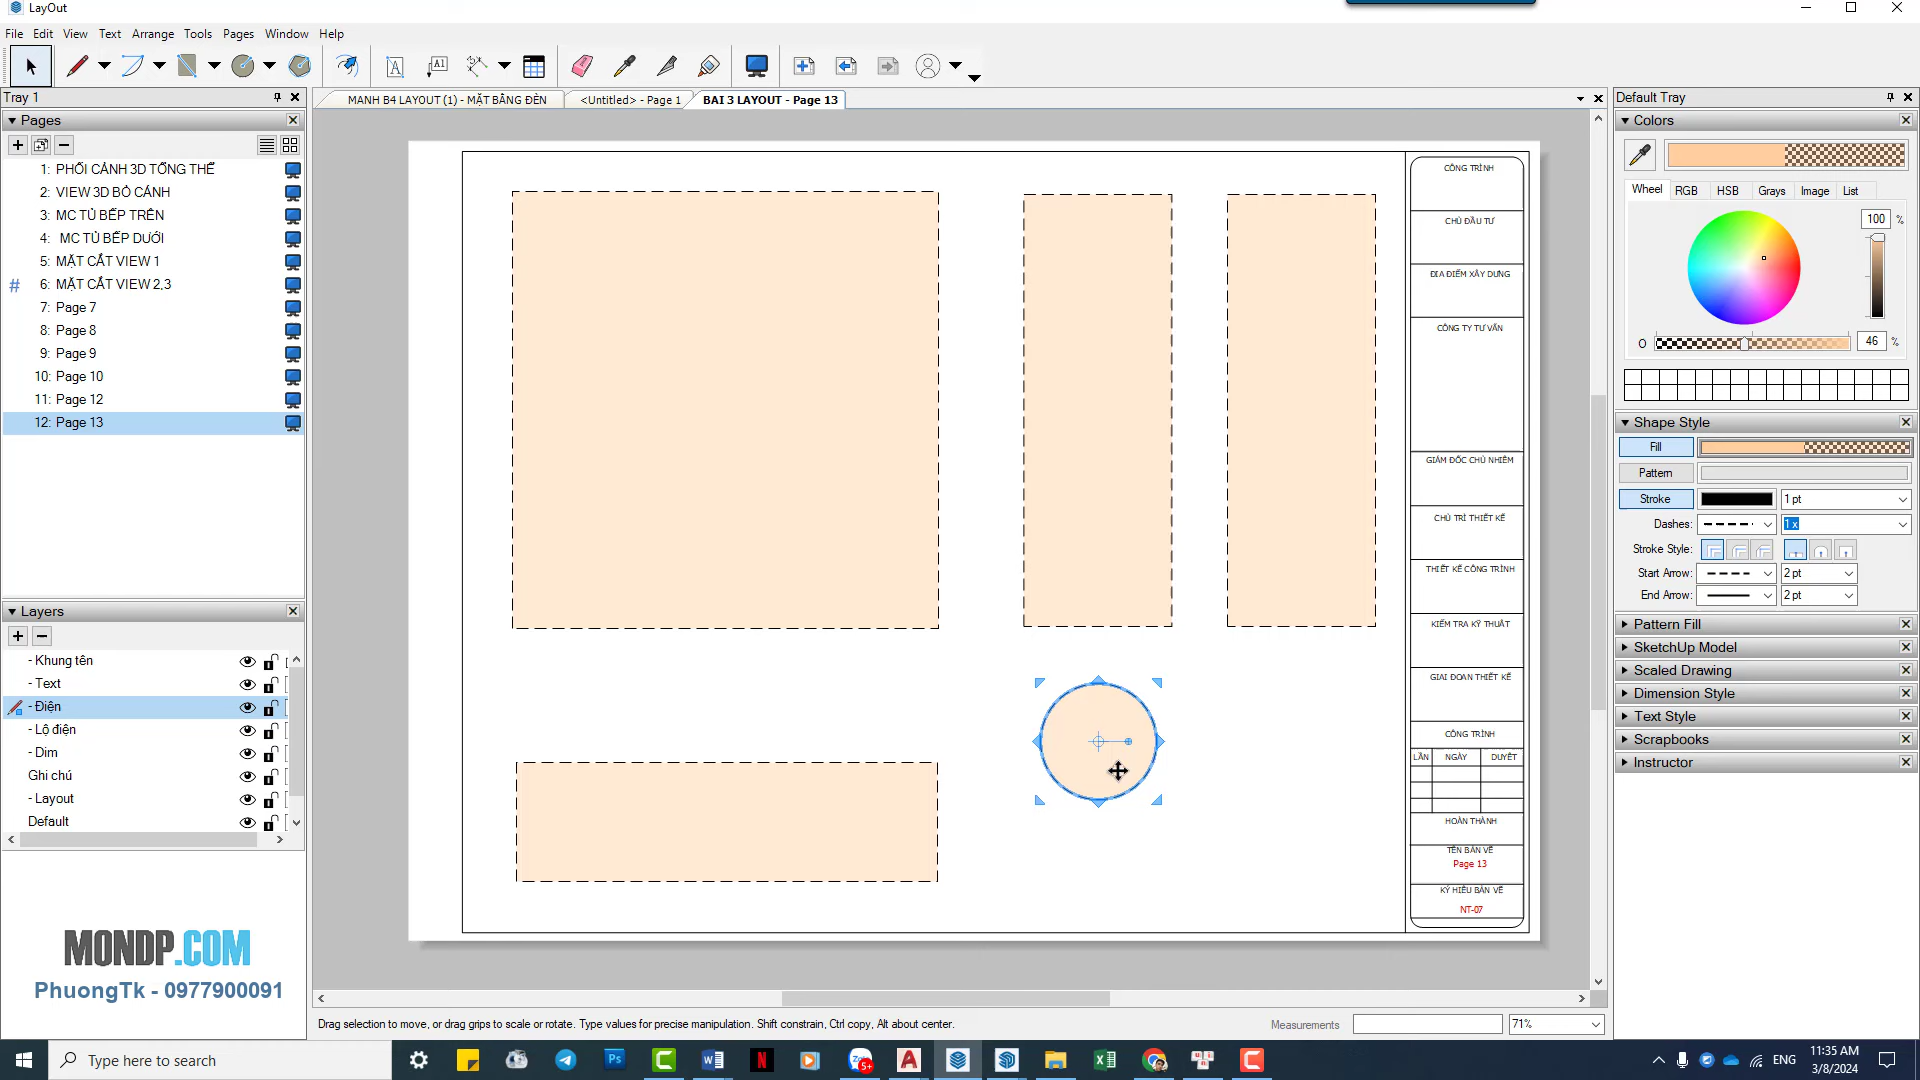 LayOut
File Edit View Text Arrange Tools Pages Window Help
Tray 1
MANH B4 LAYOUT (1) - MẶT BẰNG ĐÈN
<Untitled> - Page 1
BAI 3 LAYOUT - Page 13
Default Tray
Pages
1: PHỐI CẢNH 3D TỔNG THỂ
2: VIEW 3D BỎ CẢNH
3: MC TỦ BẾP TRÊN
4: MC TỦ BẾP DƯỚI
5: MẶT CẮT VIEW 1
# 6: MẶT CẮT VIEW 2,3
7: Page 7
8: Page 8
9: Page 9
10: Page 10
11: Page 12
12: Page 13
Layers
- Khung tên
- Text
- Điện
- Lộ điện
- Dim
Ghi chú
- Layout
Default
MONDP.COM
PhuongTk - 0977900091
CÔNG TRÌNH
CHỦ ĐẦU TƯ
ĐỊA ĐIỂM XÂY DỰNG
CÔNG TY TƯ VẤN
GIÁM ĐỐC CHỦ NHIỆM
CHỦ TRÌ THIẾT KẾ
THIẾT KẾ CÔNG TRÌNH
KIỂM TRA KỸ THUẬT
GIAI ĐOẠN THIẾT KẾ
CÔNG TRÌNH
LẦN NGÀY DUYỆT
HOÀN THÀNH
TÊN BẢN VẼ
Page 13
KÝ HIỆU BẢN VẼ
NT-07
Colors
Wheel RGB HSB Grays Image List
100 %
O 46 %
Shape Style
Fill
Pattern
Stroke 1 pt
Dashes: 1 x
Stroke Style:
Start Arrow: 2 pt
End Arrow: 2 pt
Pattern Fill
SketchUp Model
Scaled Drawing
Dimension Style
Text Style
Scrapbooks
Instructor
Drag selection to move, or drag grips to scale or rotate. Type values for precise manipulation. Shift constrain, Ctrl copy, Alt about center.
Measurements
71%
Type here to search
ENG
11:35 AM
3/8/2024